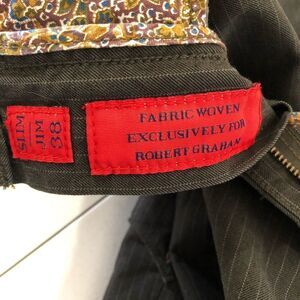 SLIM
JIM
38
FABRIC WOVEN
EXCLUSIVELY FOR
ROBERT GRAHAM